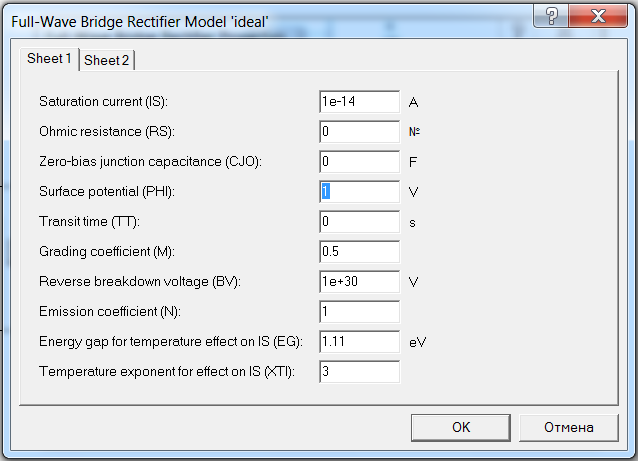 Full-Wave Bridge Rectifier Model 'ideal'
Sheet 1 Sheet 2
Saturation current (IS): 1e-14 A
Ohmic resistance (RS): 0 №
Zero-bias junction capacitance (CJO): 0 F
Surface potential (PHI): 1 V
Transit time (TT): 0 s
Grading coefficient (M): 0.5
Reverse breakdown voltage (BV): 1e+30 V
Emission coefficient (N): 1
Energy gap for temperature effect on IS (EG): 1.11 eV
Temperature exponent for effect on IS (XTI): 3
OK Отмена